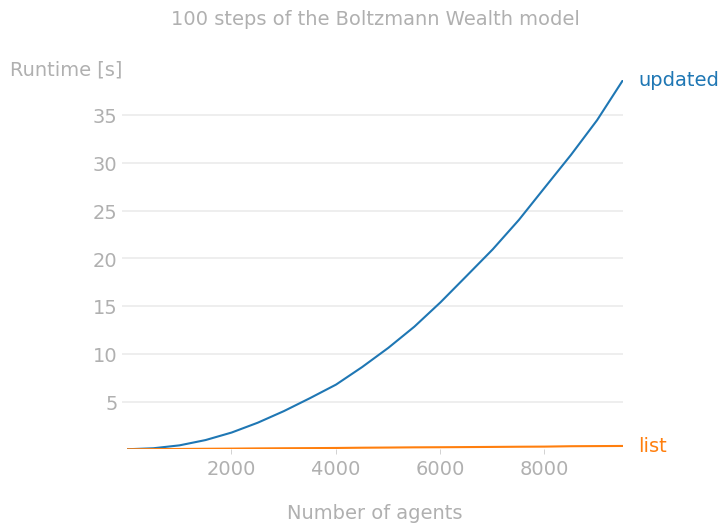 100 steps of the Boltzmann Wealth model
Runtime [s]
updated
35
30
25
20
15
10
5
list
2000 4000 6000 8000
Number of agents